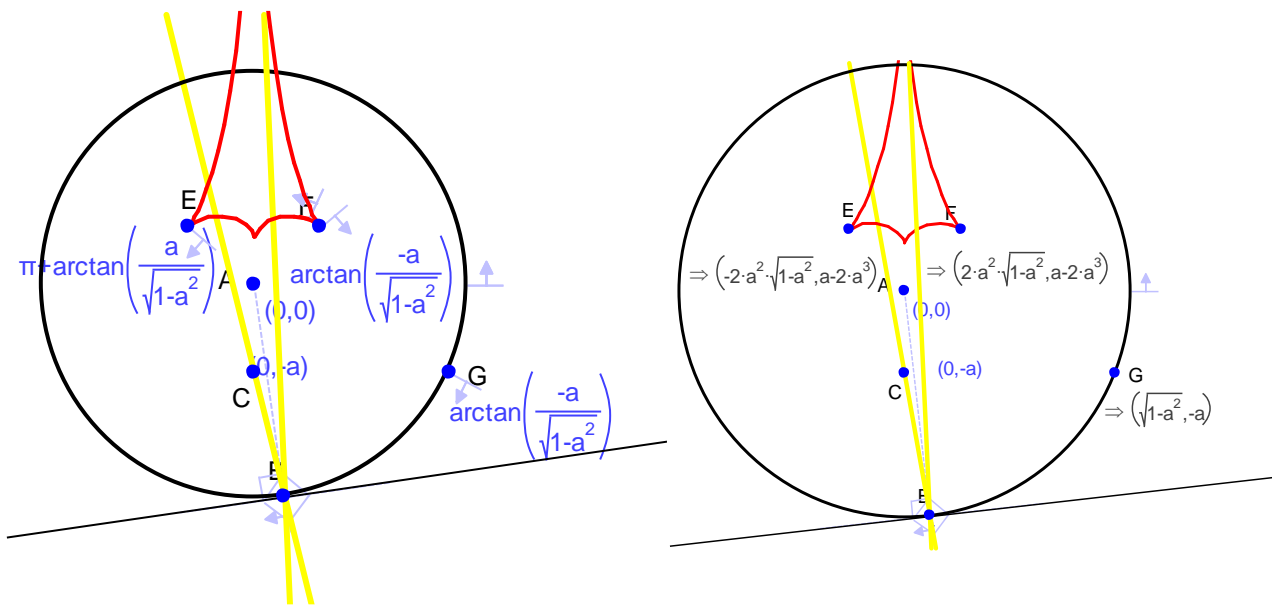 E
F
π+arctan(a/√(1-a²))
A
arctan(-a/√(1-a²))
(0,0)
(0,-a)
C
G
arctan(-a/√(1-a²))
B
E
F
⇒ (-2·a²·√(1-a²),a-2·a³)
A
⇒ (2·a²·√(1-a²),a-2·a³)
(0,0)
(0,-a)
C
G
⇒ (√(1-a²),-a)
B